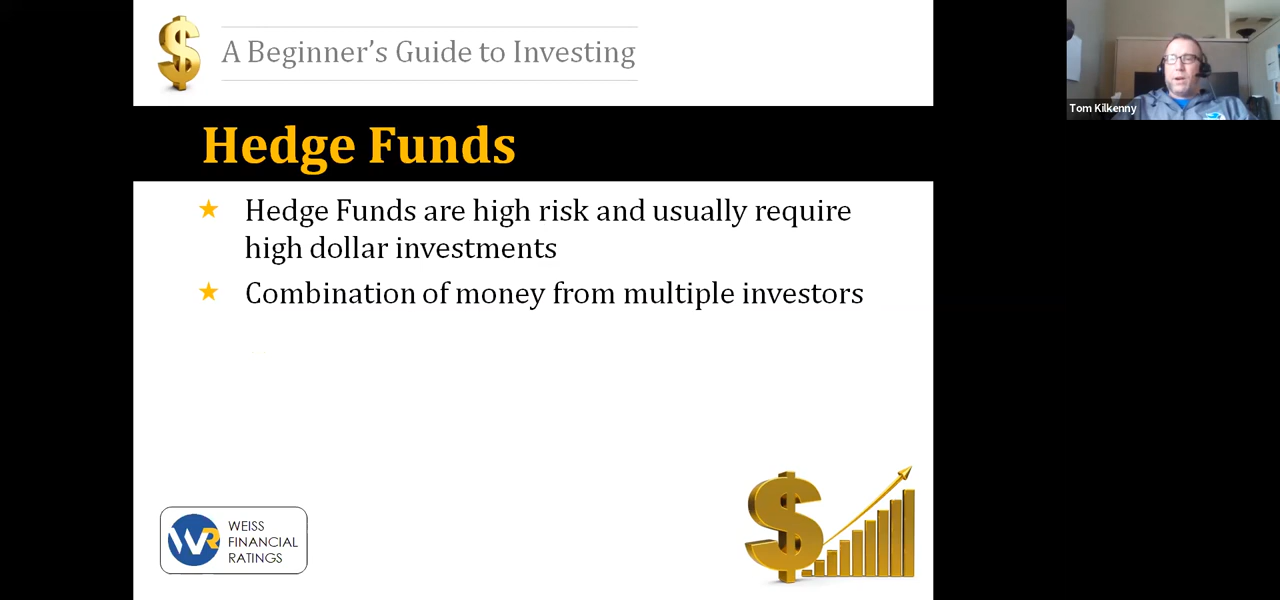 A Beginner's Guide to Investing
Tom Kilkenny
Hedge Funds
Hedge Funds are high risk and usually require
high dollar investments
Combination of money from multiple investors
WR
WEISS
FINANCIAL
RATINGS